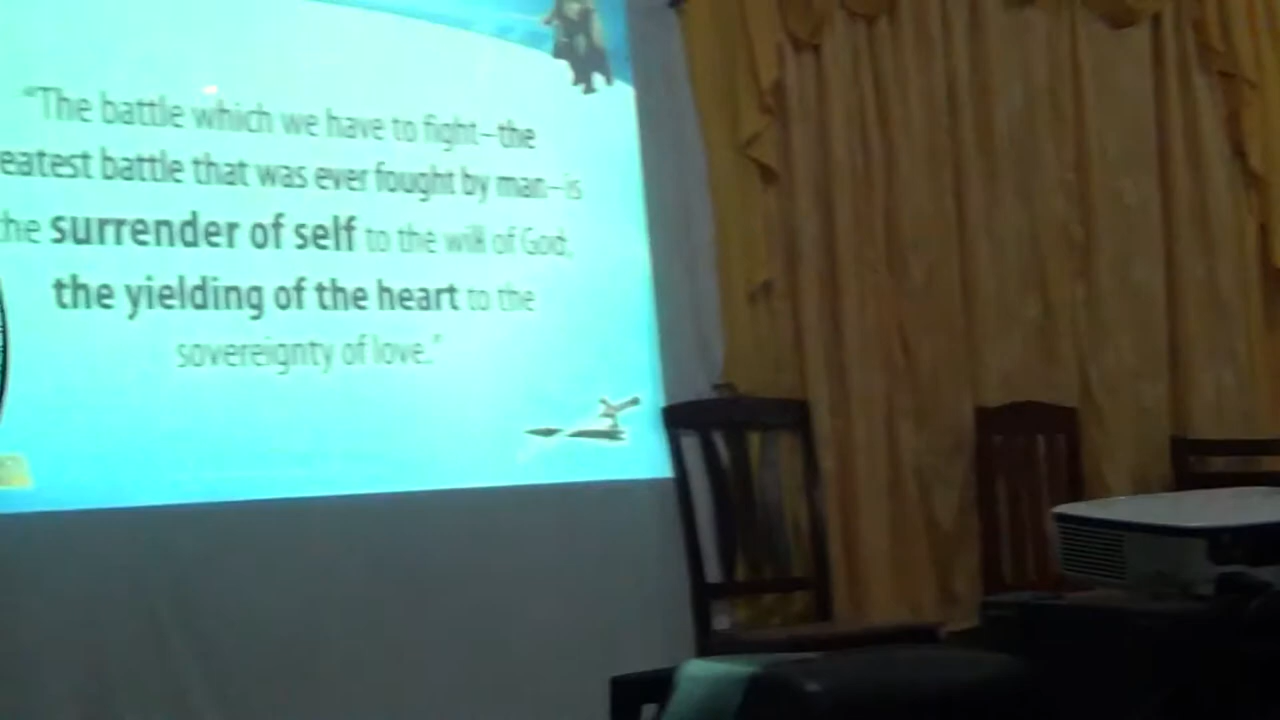 “The battle which we have to fight–the
eatest battle that was ever fought by man–is
the surrender of self to the will of God,
the yielding of the heart to the
sovereignty of love.”